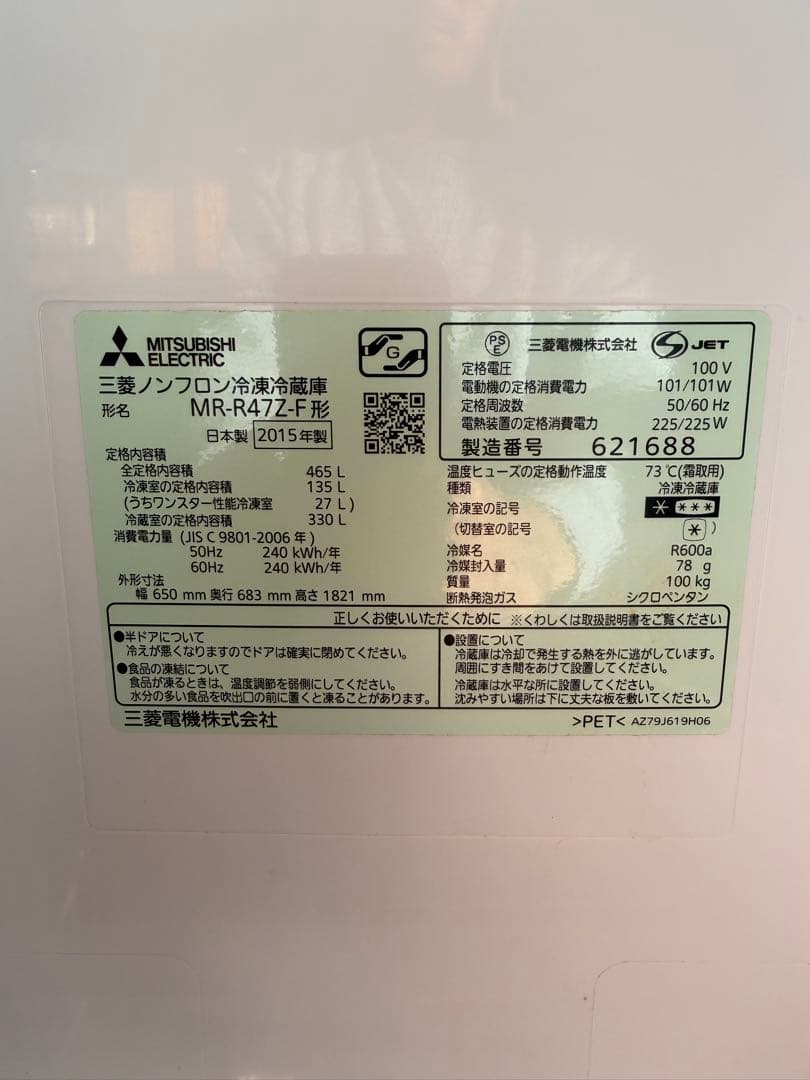 MITSUBISHI
ELECTRIC
G
三菱ノンフロン冷凍冷蔵庫
形名 MR-R47Z-F形
日本製 2015年製
定格内容積
全定格内容積 465 L
冷凍室の定格内容積 135 L
(うちワンスター性能冷凍室 27 L)
冷蔵室の定格内容積 330 L
消費電力量 (JIS C 9801-2006 年)
50Hz 240 kWh/年
60Hz 240 kWh/年
外形寸法
幅 650 mm 奥行 683 mm 高さ 1821 mm
PS
E 三菱電機株式会社 JET
定格電圧 100 V
電動機の定格消費電力 101/101W
定格周波数 50/60 Hz
電熱装置の定格消費電力 225/225W
製造番号 621688
温度ヒューズの定格動作温度 73 ℃(霜取用)
種類 冷凍冷蔵庫
冷凍室の記号 * ***
(切替室の記号 * )
冷媒名 R600a
冷媒封入量 78 g
質量 100 kg
断熱発泡ガス シクロペンタン
正しくお使いいただくために ※くわしくは取扱説明書をご覧ください
●半ドアについて
冷えが悪くなりますのでドアは確実に閉めてください。
●食品の凍結について
食品が凍るときは、温度調節を弱側にしてください。
水分の多い食品を吹出口の前に置くと凍ることがあります。
●設置について
冷蔵庫は冷却で発生する熱を外に逃がしています。
周囲にすき間をあけて設置してください。
冷蔵庫は水平な所に設置してください。
沈みやすい場所は下に丈夫な板を敷いてください。
三菱電機株式会社 >PET< AZ79J619H06